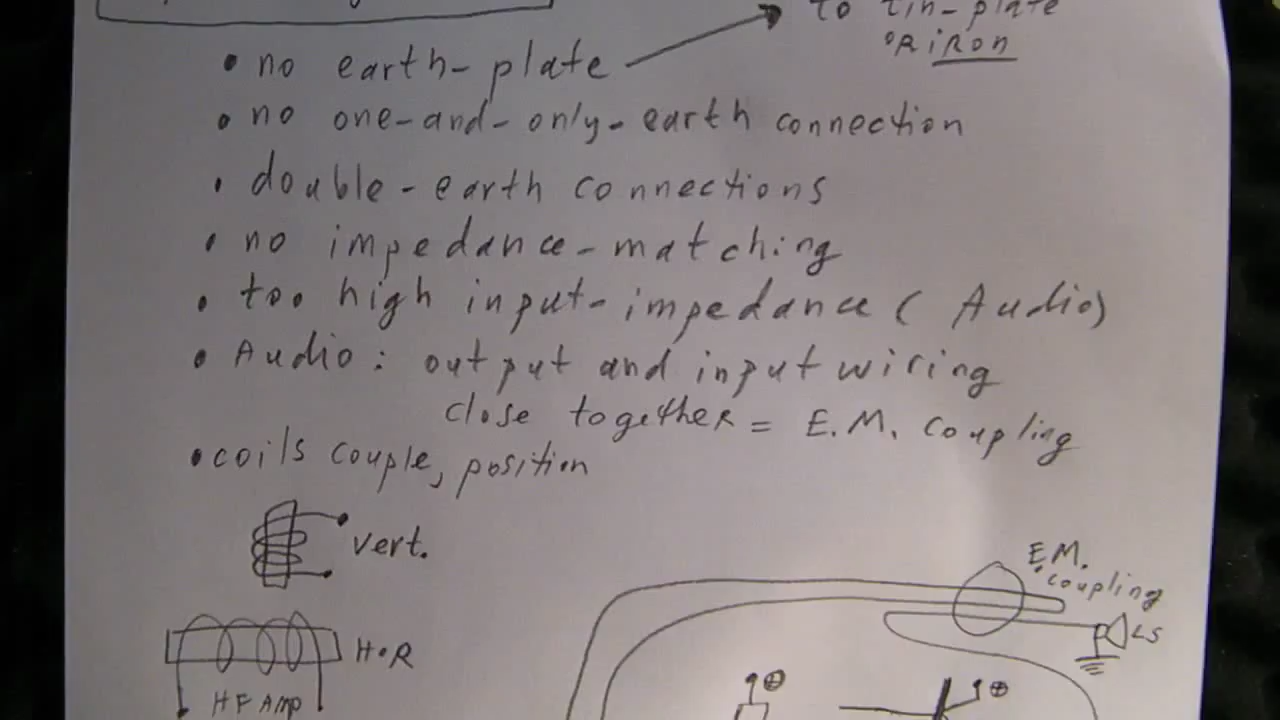 to tin-plate
OR iRON
• no earth-plate
• no one-and-only-earth connection
• double-earth connections
• no impedance-matching
• too high input-impedance ( Audio)
• Audio: output and input wiring
close together = E.M. coupling
• coils couple, position
vert.
E.M.
coupling
LS
HOR
HF Amp
⊕
⊕